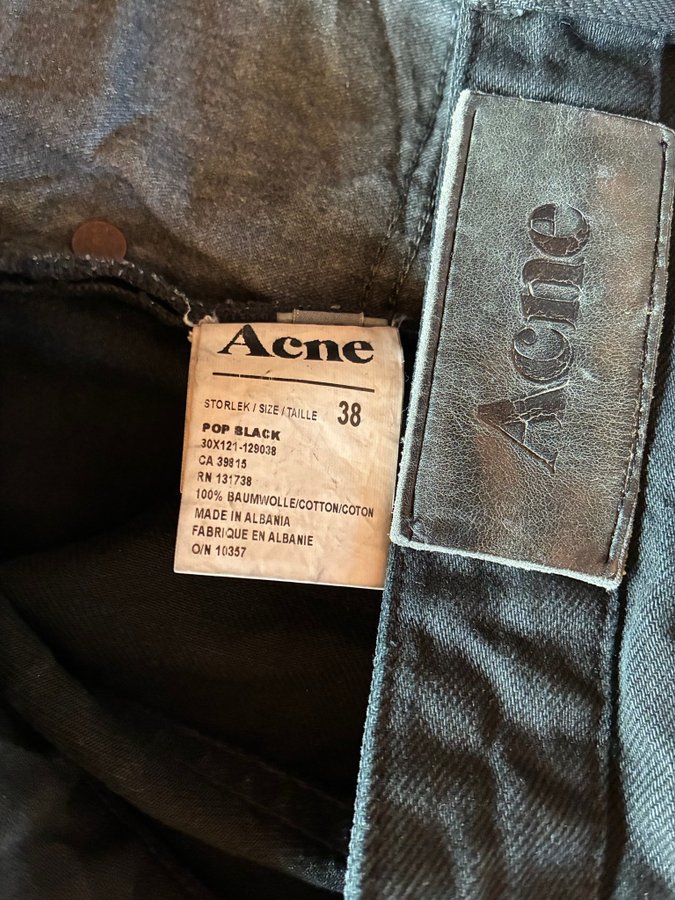 Acne
STORLEK / SIZE / TAILLE 38
POP BLACK
30X121-129038
CA 39815
RN 131738
100% BAUMWOLLE/COTTON/COTON
MADE IN ALBANIA
FABRIQUE EN ALBANIE
O/N 10357
Acne